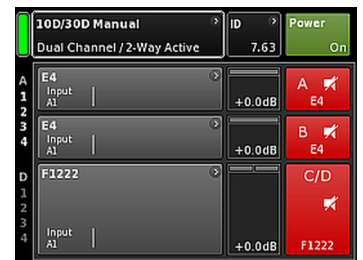 10D/30D Manual
Dual Channel / 2-Way Active
ID
7.63
Power
On
A
1
2
3
4
D
1
2
3
4
E4
Input
A1
+0.0dB
A
E4
E4
Input
A1
+0.0dB
B
E4
F1222
Input
A1
+0.0dB
C/D
F1222